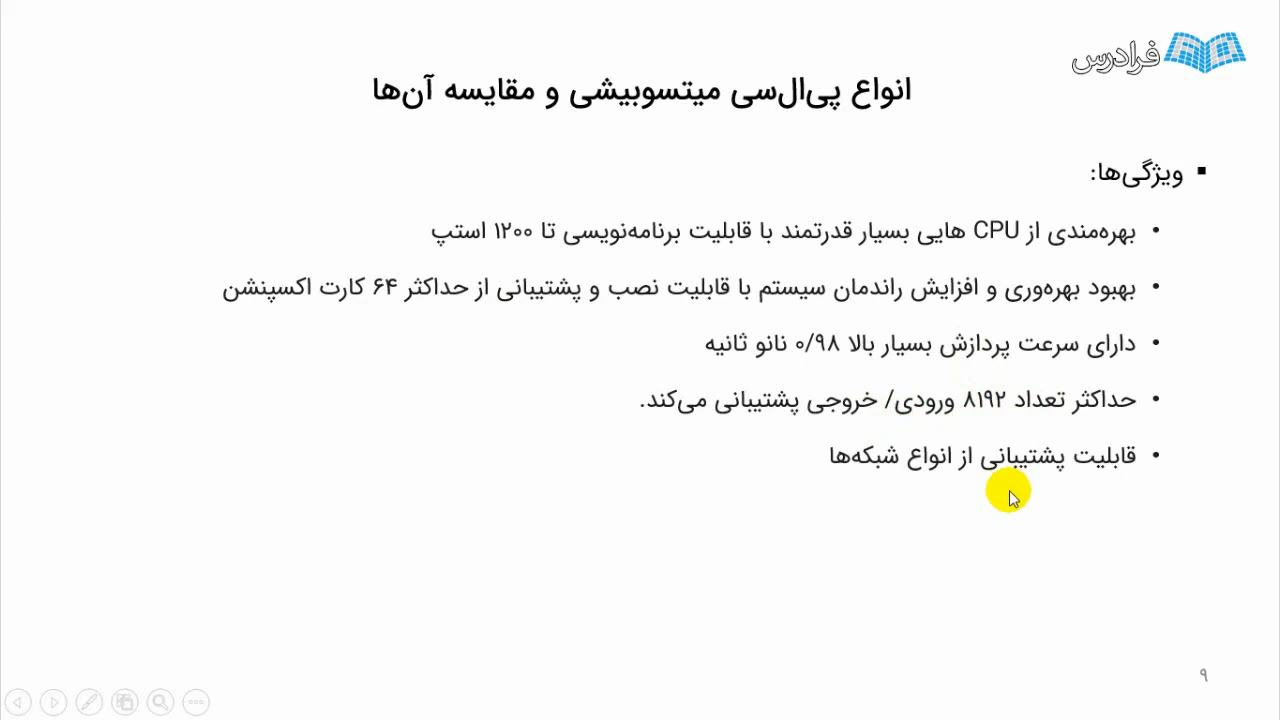 فرادرس
انواع پی‌ال‌سی میتسوبیشی و مقایسه آن‌ها
▪ ویژگی‌ها:
• بهره‌مندی از CPU هایی بسیار قدرتمند با قابلیت برنامه‌نویسی تا ۱۲۰۰ استپ
• بهبود بهره‌وری و افزایش راندمان سیستم با قابلیت نصب و پشتیبانی از حداکثر ۶۴ کارت اکسپنشن
• دارای سرعت پردازش بسیار بالا ۰/۹۸ نانو ثانیه
• حداکثر تعداد ۸۱۹۲ ورودی/ خروجی پشتیبانی می‌کند.
• قابلیت پشتیبانی از انواع شبکه‌ها
۹